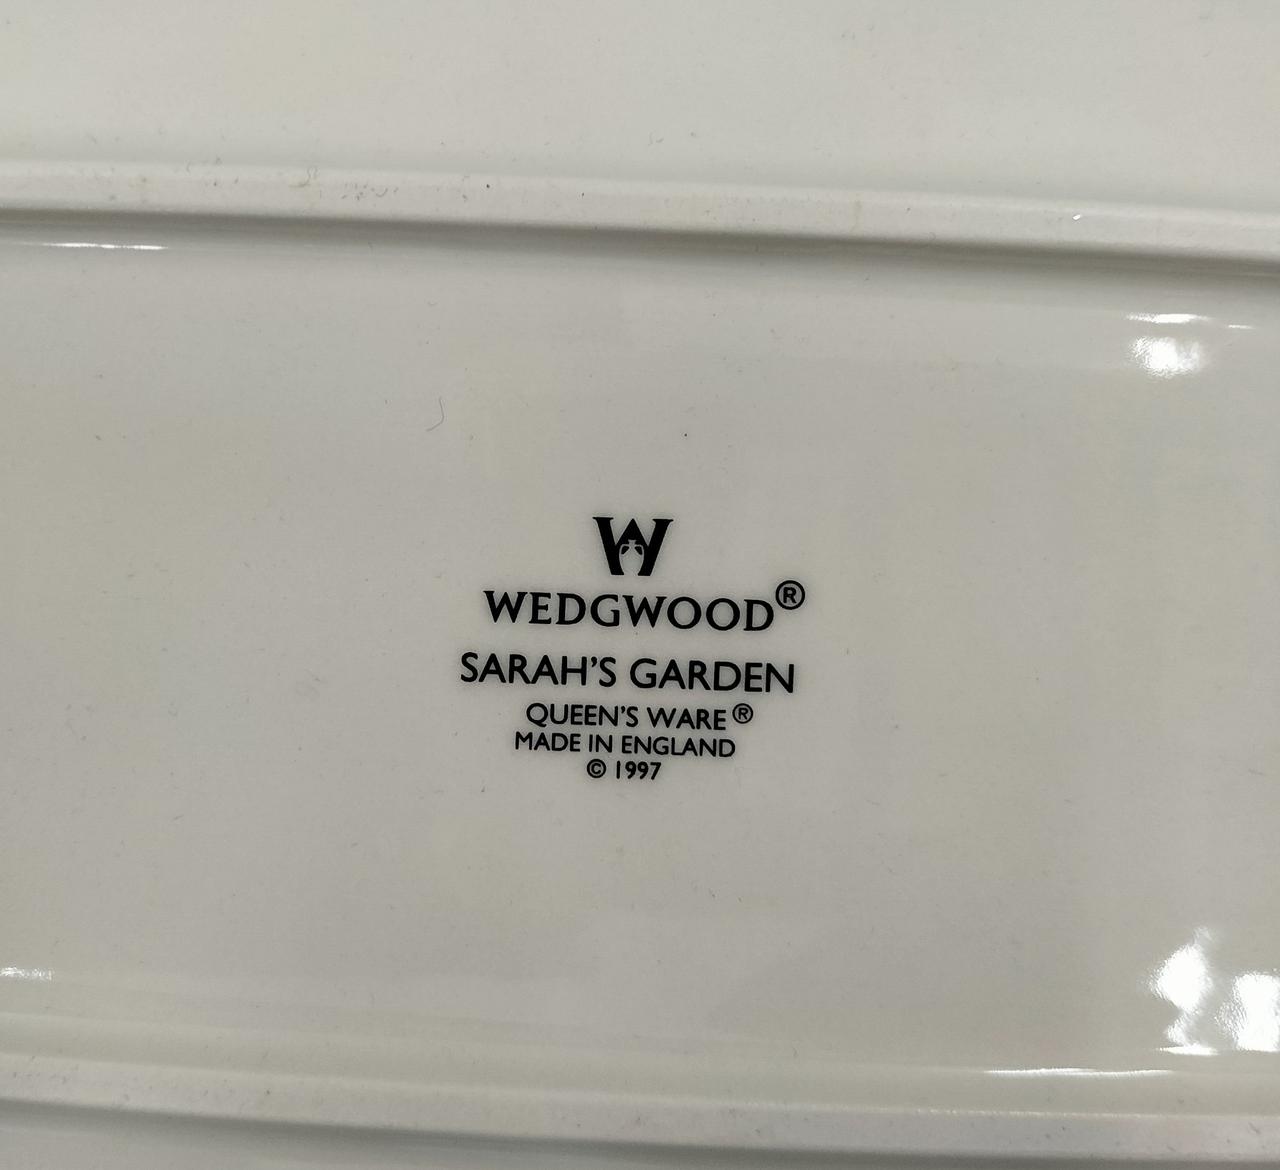 W
WEDGWOOD®
SARAH'S GARDEN
QUEEN'S WARE®
MADE IN ENGLAND
© 1997